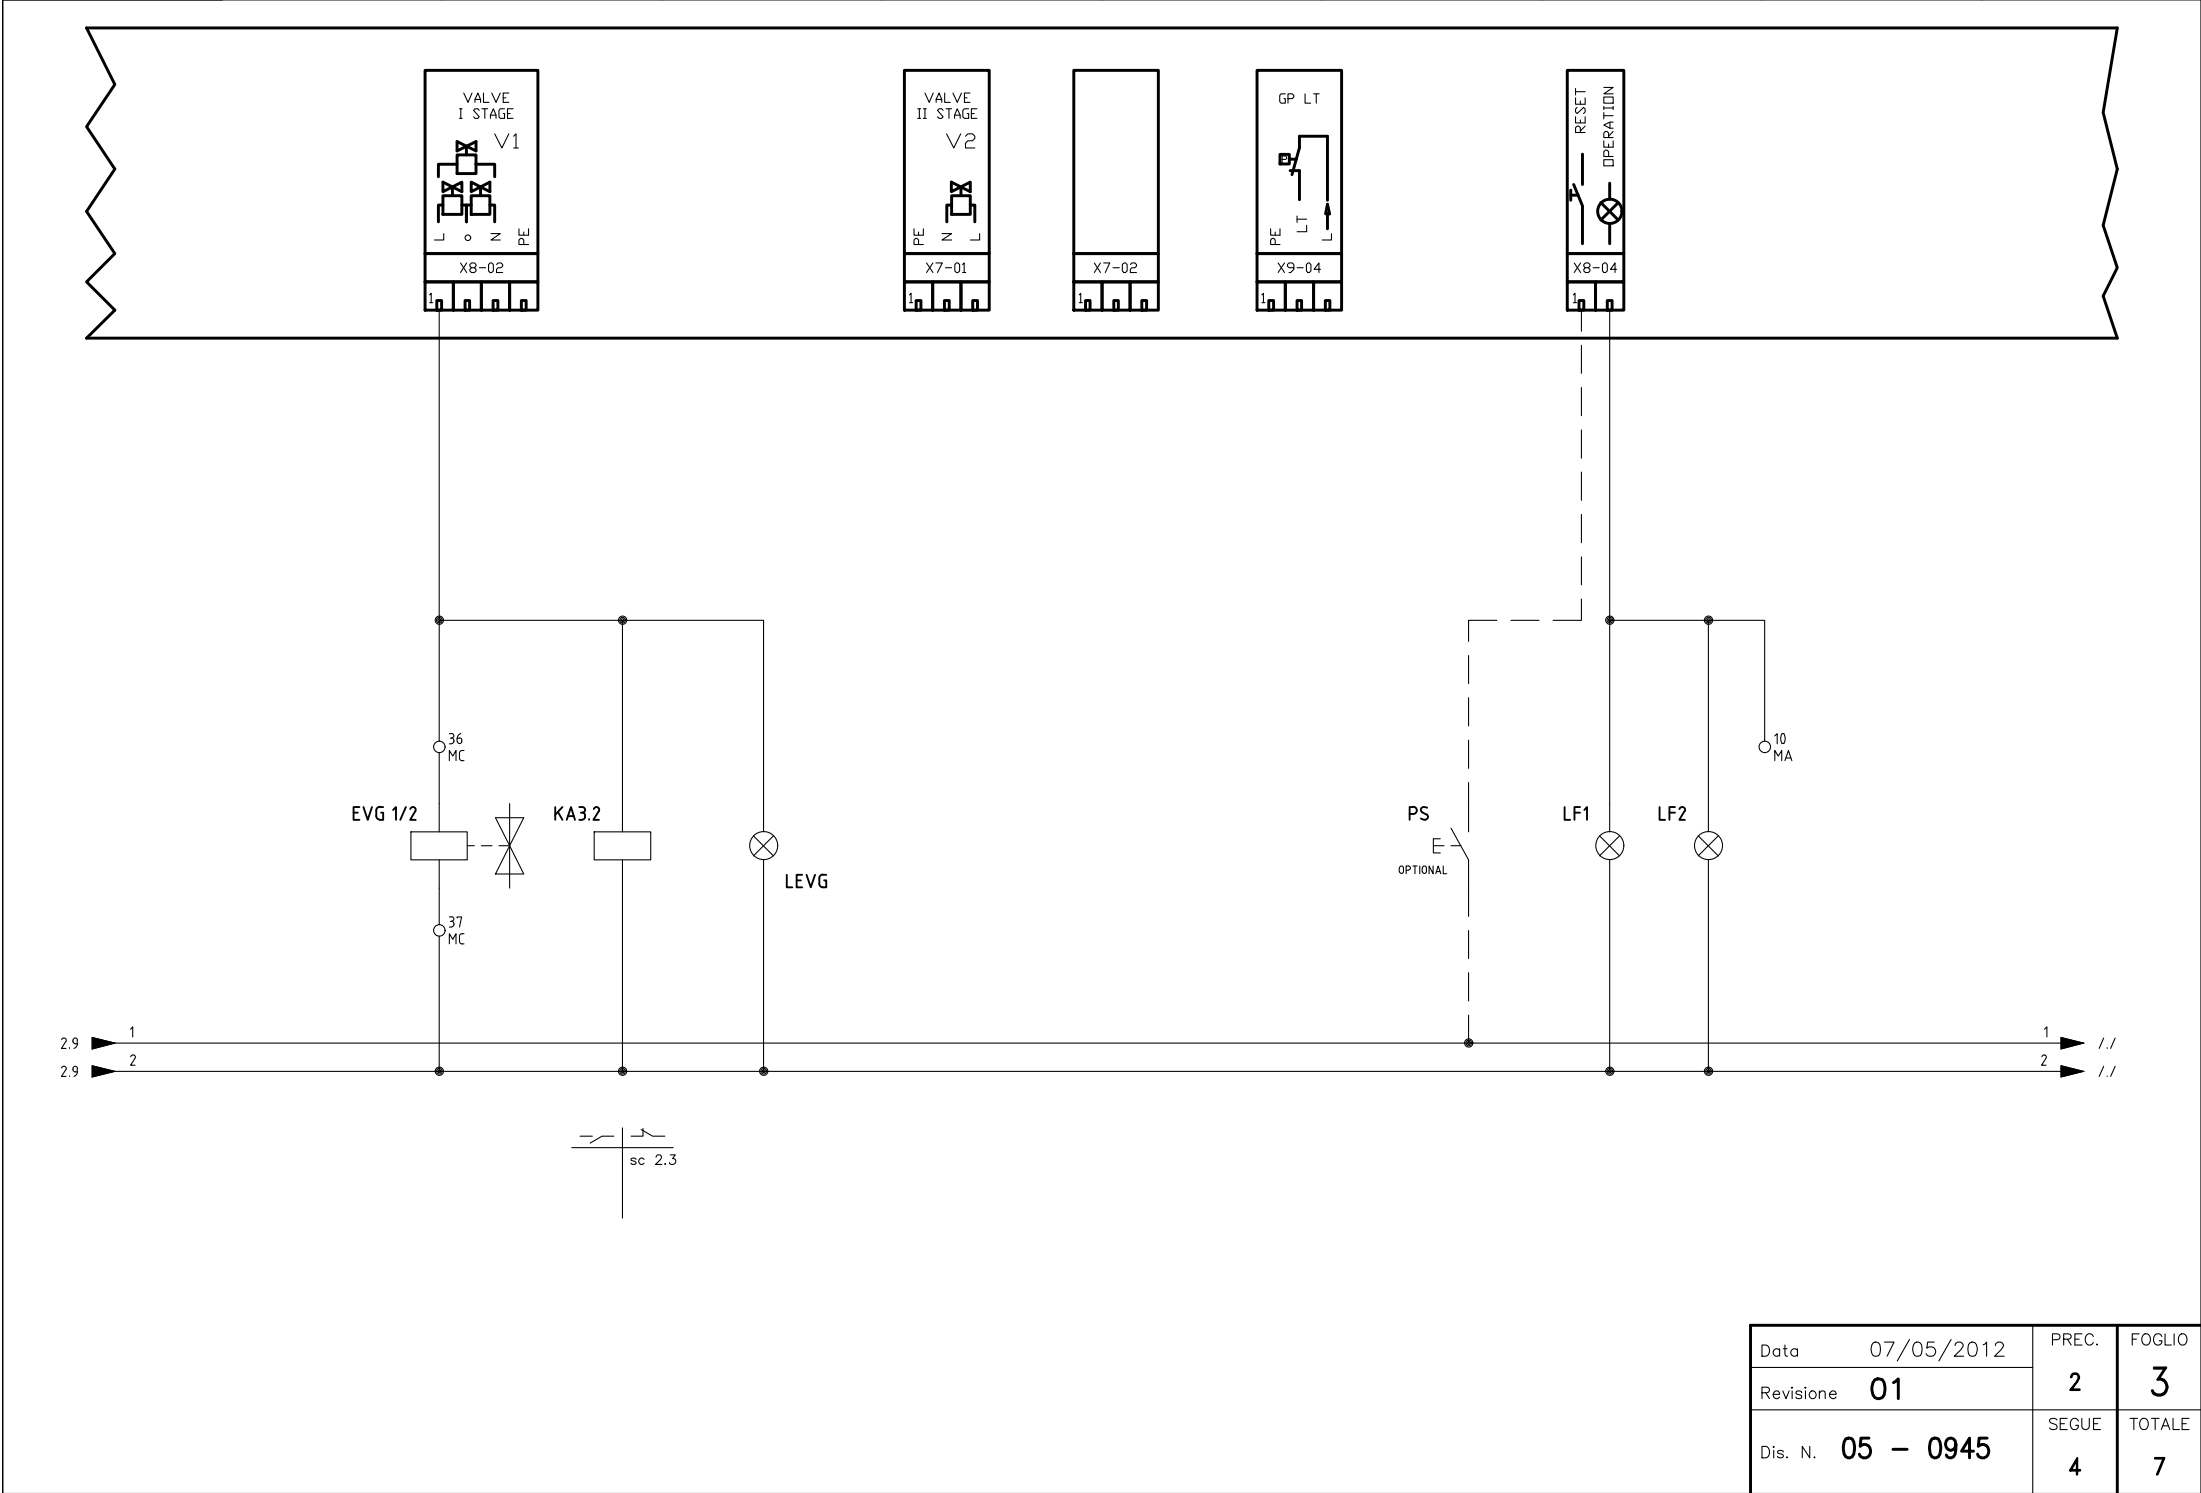 VALVE
I STAGE
V1
L o N PE
X8-02
1
VALVE
II STAGE
V2
PE N L
X7-01
1
X7-02
1
GP LT
P
PE LT L
X9-04
1
RESET
OPERATION
X8-04
1
36
MC
10
MA
EVG 1/2
KA3.2
LEVG
PS
OPTIONAL
LF1
LF2
37
MC
2.9 1 1 /./
2.9 2 2 /./
sc 2.3
Data 07/05/2012
Revisione 01
Dis. N. 05 - 0945
PREC.
2
FOGLIO
3
SEGUE
4
TOTALE
7